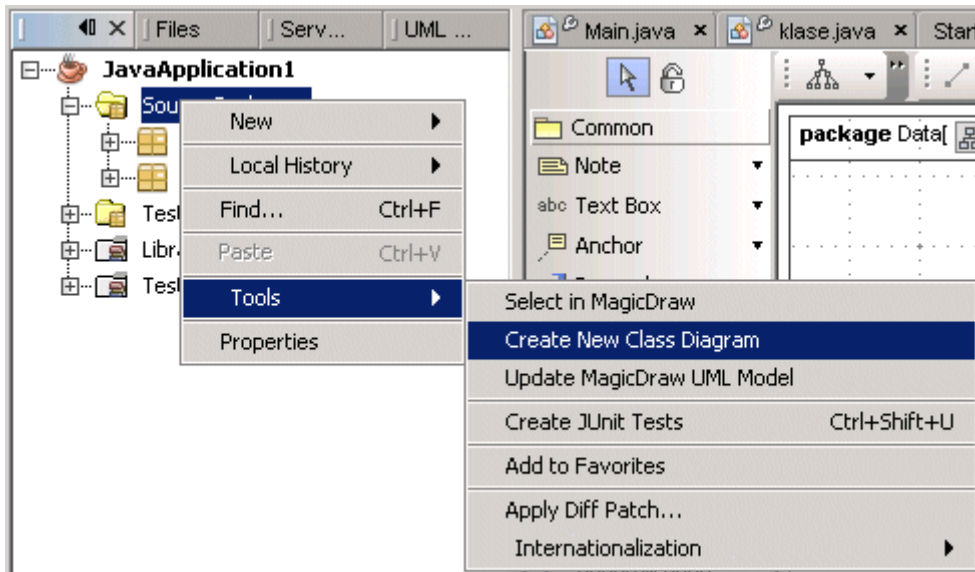 Files
Serv...
UML ...
Main.java
klase.java
JavaApplication1
New
Local History
Find... Ctrl+F
Paste Ctrl+V
Tools
Properties
Common
Note
abc Text Box
Anchor
package Data[
Select in MagicDraw
Create New Class Diagram
Update MagicDraw UML Model
Create JUnit Tests Ctrl+Shift+U
Add to Favorites
Apply Diff Patch...
Internationalization